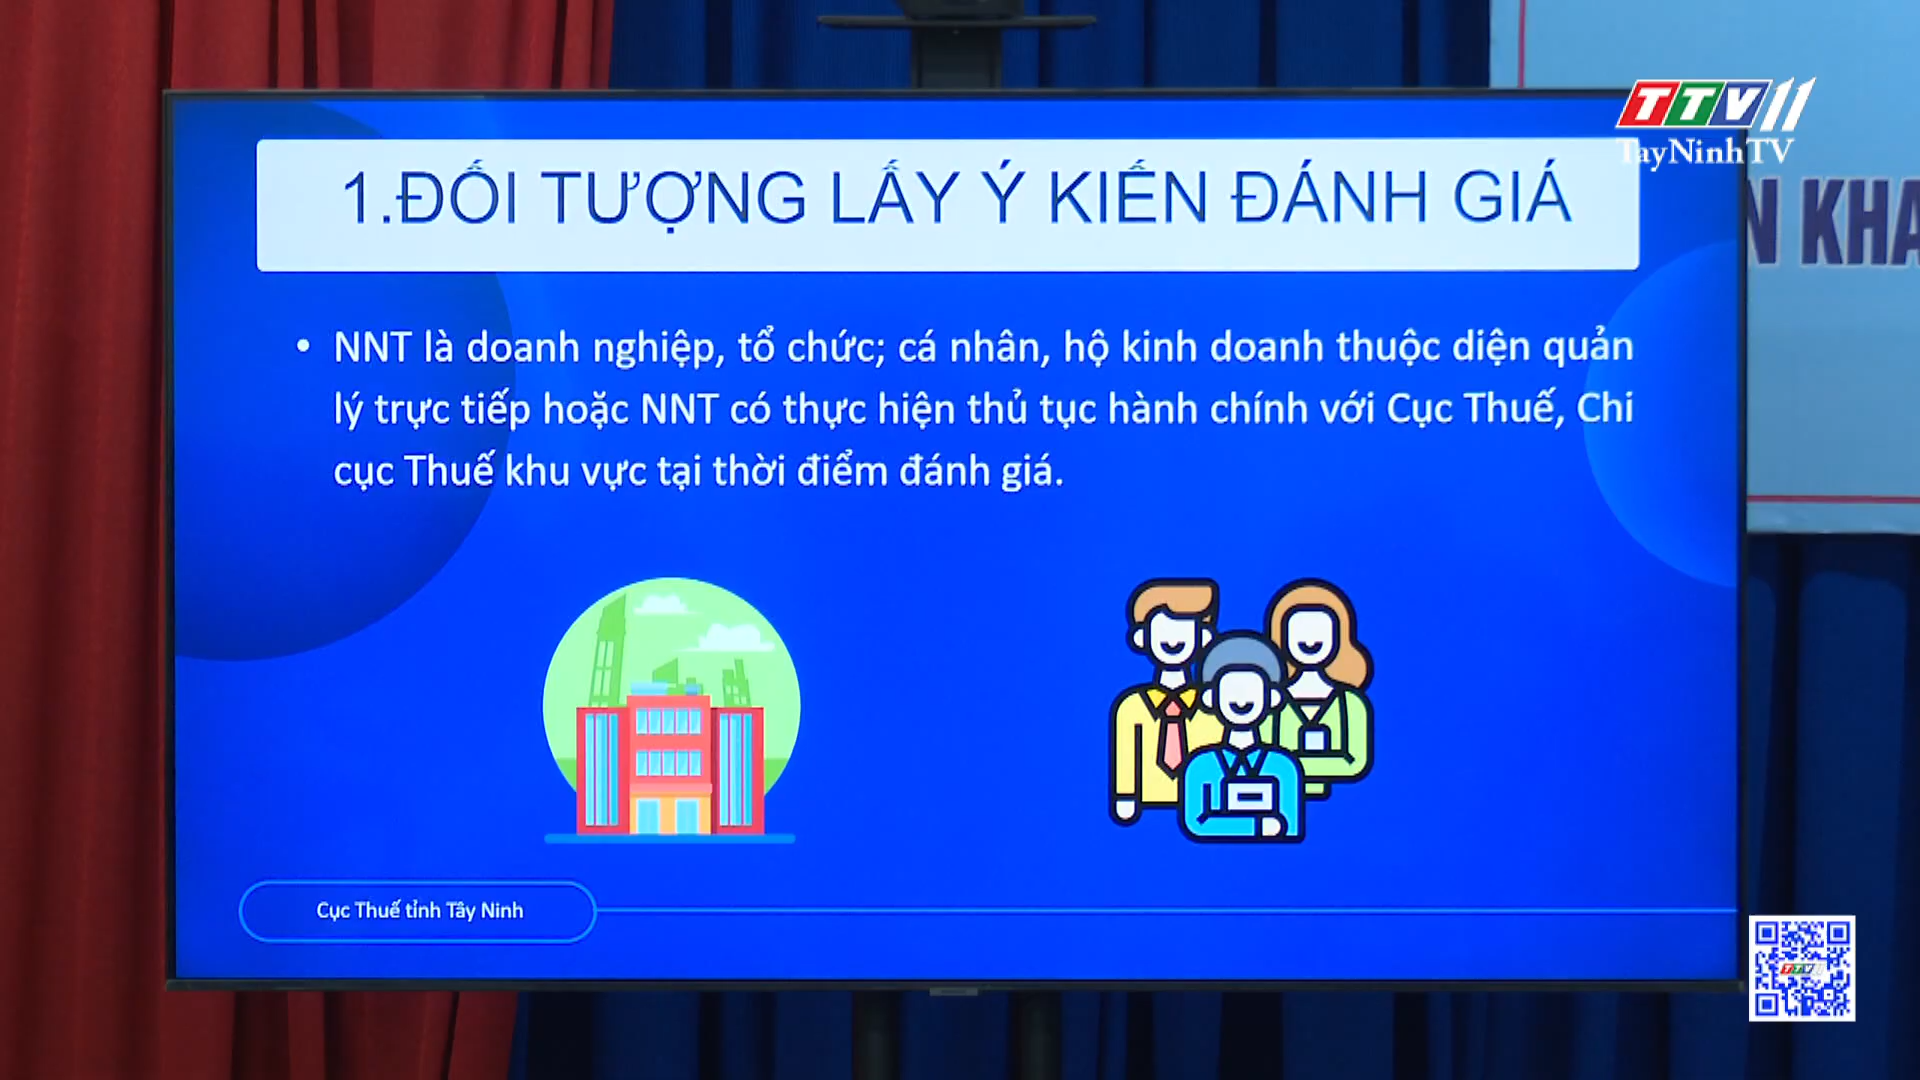 TTV11
TayNinhTV
1.ĐỐI TƯỢNG LẤY Ý KIẾN ĐÁNH GIÁ
N KHA
• NNT là doanh nghiệp, tổ chức; cá nhân, hộ kinh doanh thuộc diện quản
lý trực tiếp hoặc NNT có thực hiện thủ tục hành chính với Cục Thuế, Chi
cục Thuế khu vực tại thời điểm đánh giá.
Cục Thuế tỉnh Tây Ninh
TTV11